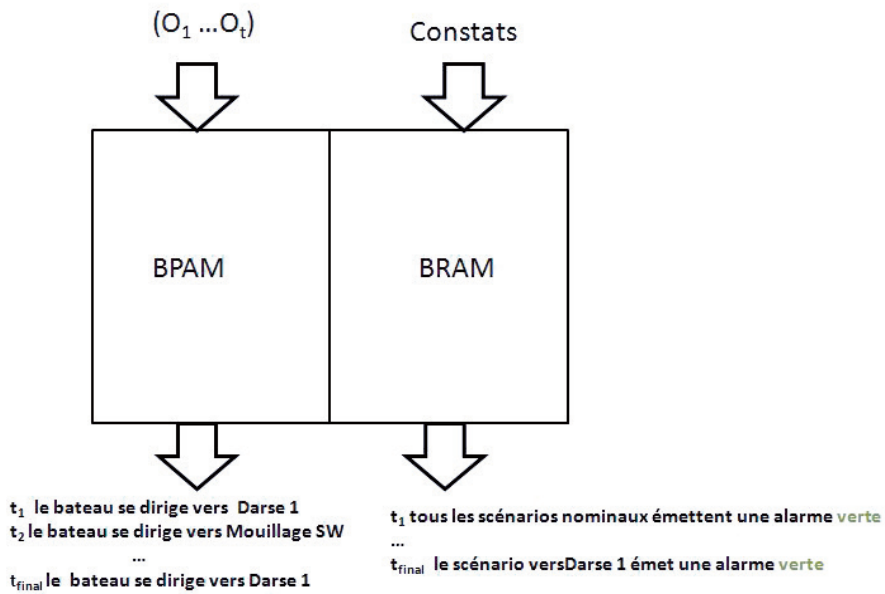 (O₁ ...Oₜ)
Constats
BPAM
BRAM
t₁ le bateau se dirige vers Darse 1
t₂ le bateau se dirige vers Mouillage SW
...
t_final le bateau se dirige vers Darse 1
t₁ tous les scénarios nominaux émettent une alarme verte
...
t_final le scénario versDarse 1 émet une alarme verte